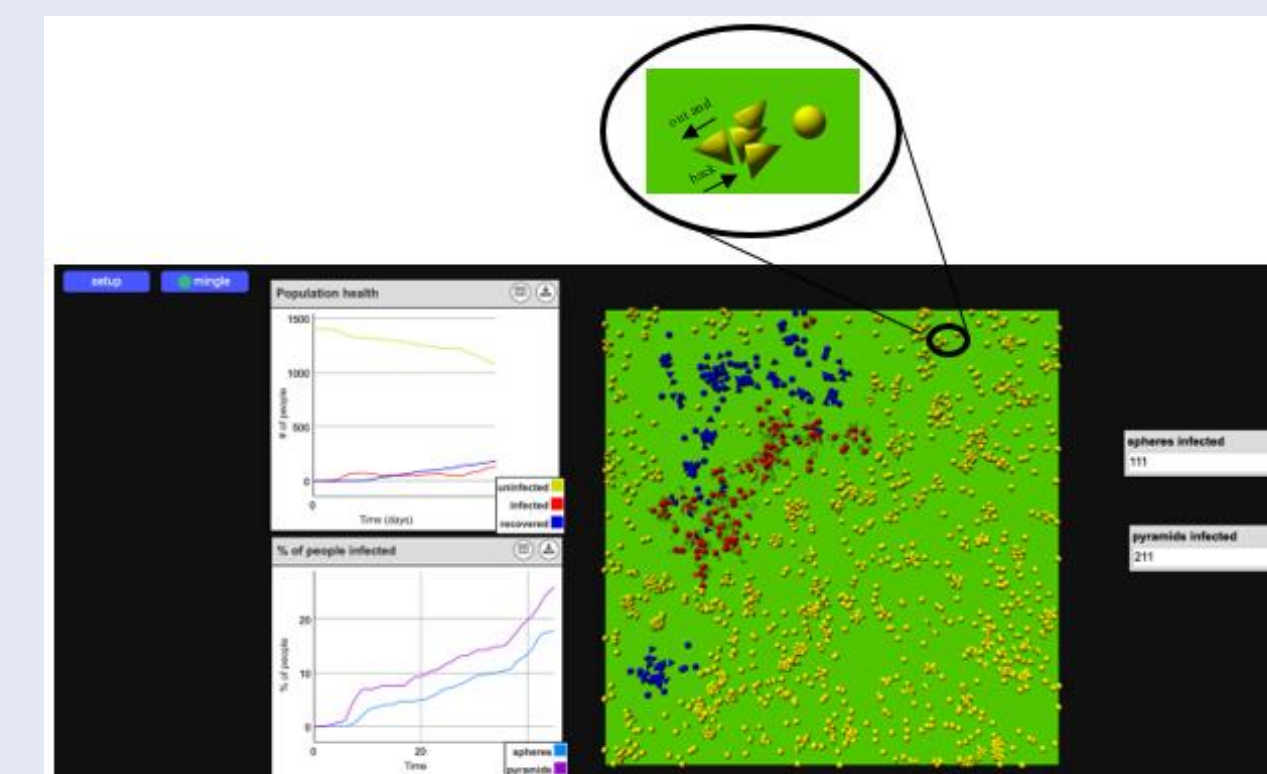 out and
back
setup
mingle
Population health
1500
1000
500
0
# of people
0
Time (days)
uninfected
infected
recovered
% of people infected
20
10
0
% of people
0
20
Time
spheres
pyramids
spheres infected
111
pyramids infected
211